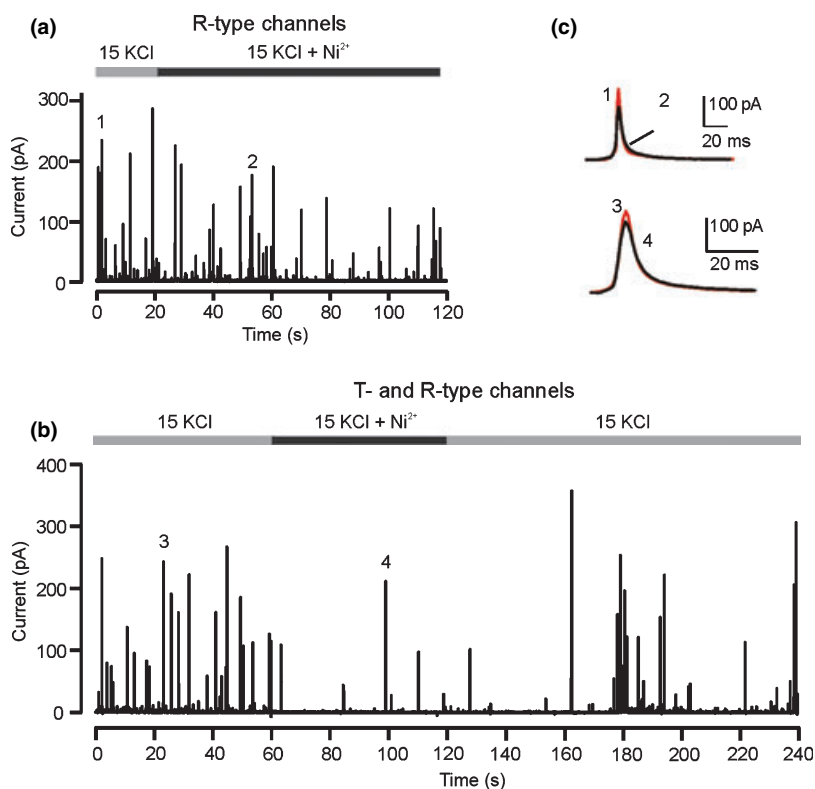 (a)
R-type channels
15 KCl
15 KCl + Ni²⁺
300
200
100
0
Current (pA)
1
2
0 20 40 60 80 100 120
Time (s)
(c)
1
2
100 pA
20 ms
3
4
100 pA
20 ms
T- and R-type channels
(b)
15 KCl
15 KCl + Ni²⁺
15 KCl
400
300
200
100
0
Current (pA)
3
4
0 20 40 60 80 100 120 140 160 180 200 220 240
Time (s)